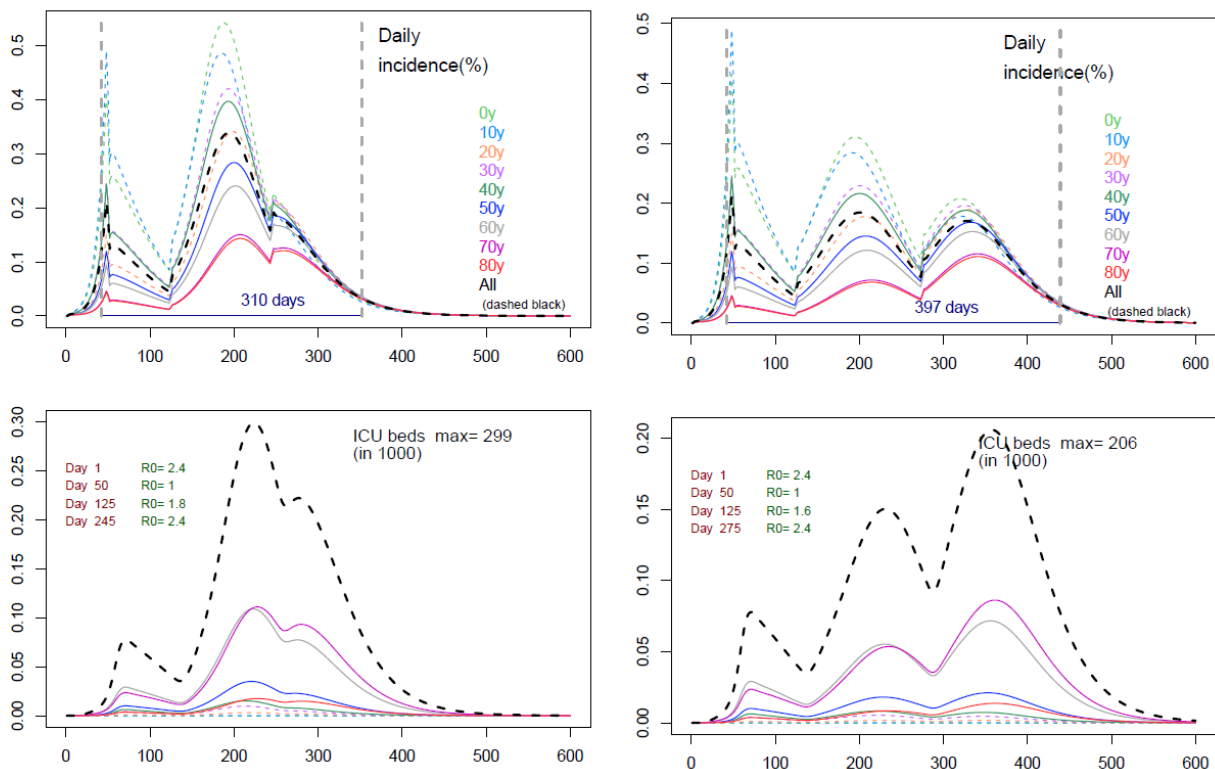 Daily
incidence(%)
0y
10y
20y
30y
40y
50y
60y
70y
80y
All
(dashed black)
310 days
0.0 0.1 0.2 0.3 0.4 0.5
0 100 200 300 400 500 600
Daily
incidence(%)
0y
10y
20y
30y
40y
50y
60y
70y
80y
All
(dashed black)
397 days
0.0 0.1 0.2 0.3 0.4 0.5
0 100 200 300 400 500 600
ICU beds max= 299
(in 1000)
Day 1 R0= 2.4
Day 50 R0= 1
Day 125 R0= 1.8
Day 245 R0= 2.4
0.00 0.05 0.10 0.15 0.20 0.25 0.30
0 100 200 300 400 500 600
ICU beds max= 206
(in 1000)
Day 1 R0= 2.4
Day 50 R0= 1
Day 125 R0= 1.6
Day 275 R0= 2.4
0.00 0.05 0.10 0.15 0.20
0 100 200 300 400 500 600